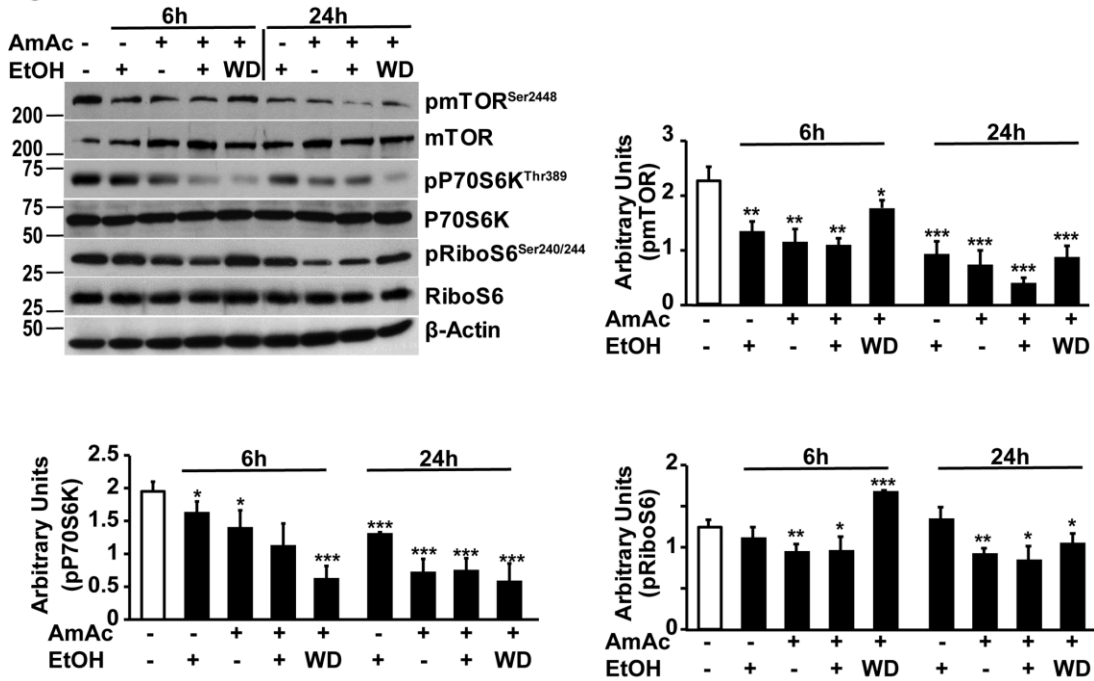 6h 24h
AmAc - - + + + - + + +
EtOH - + - + WD + - + WD
200 pmTOR^Ser2448
200 mTOR
75 pP70S6K^Thr389
75 P70S6K
50
25 pRiboS6^Ser240/244
25 RiboS6
50 β-Actin
6h 24h
3
2
1
0
Arbitrary Units
(pmTOR)
** ** ** * *** *** *** ***
AmAc - - + + + - + + +
EtOH - + - + WD + - + WD
6h 24h
2.5
2
1.5
1
0.5
0
Arbitrary Units
(pP70S6K)
* * *** *** *** *** ***
AmAc - - + + + - + + +
EtOH - + - + WD + - + WD
6h 24h
2
1
0
Arbitrary Units
(pRiboS6)
** * *** ** * *
AmAc - - + + + - + + +
EtOH - + - + WD + - + WD